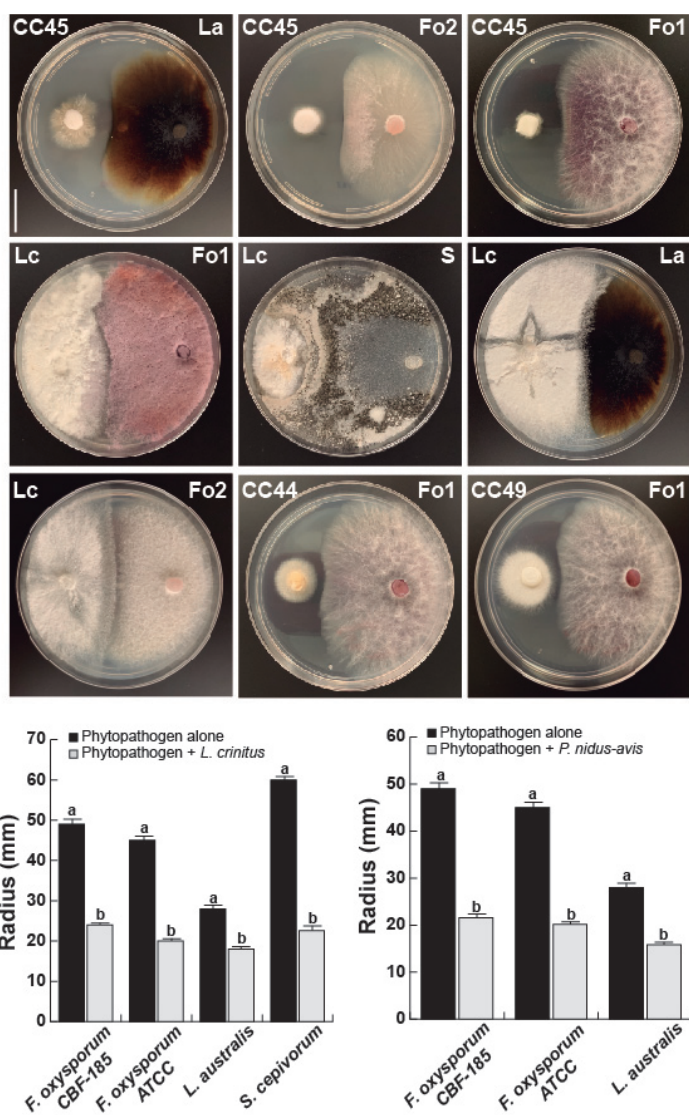 CC45 La
CC45 Fo2
CC45 Fo1
Lc Fo1
Lc S
Lc La
Lc Fo2
CC44 Fo1
CC49 Fo1
Phytopathogen alone
Phytopathogen + L. crinitus
Radius (mm)
70
60
50
40
30
20
10
0
a
b
a
b
a
b
a
b
F. oxysporum
CBF-185
F. oxysporum
ATCC
L. australis
S. cepivorum
Phytopathogen alone
Phytopathogen + P. nidus-avis
Radius (mm)
60
50
40
30
20
10
0
a
b
a
b
a
b
F. oxysporum
CBF-185
F. oxysporum
ATCC
L. australis